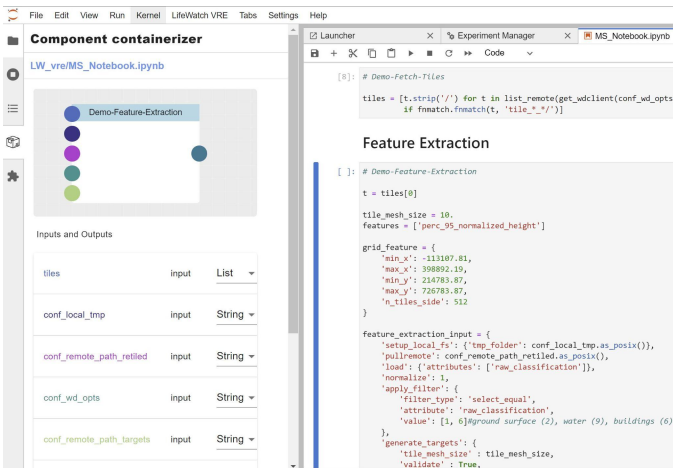 File Edit View Run Kernel LifeWatch VRE Tabs Settings Help
Component containerizer
LW_vre/MS_Notebook.ipynb
Demo-Feature-Extraction
Inputs and Outputs
tiles input List
conf_local_tmp input String
conf_remote_path_retiled input String
conf_wd_opts input String
conf_remote_path_targets input String
Launcher × Experiment Manager × MS_Notebook.ipynb
Code
[8]: # Demo-Fetch-Tiles
tiles = [t.strip('/') for t in list_remote(get_wdclient(conf_wd_opts
if fnmatch.fnmatch(t, 'tile_*_*/')]
Feature Extraction
[ ]: # Demo-Feature-Extraction
t = tiles[0]
tile_mesh_size = 10.
features = ['perc_95_normalized_height']
grid_feature = {
'min_x': -113107.81,
'max_x': 398892.19,
'min_y': 214783.87,
'max_y': 726783.87,
'n_tiles_side': 512
}
feature_extraction_input = {
'setup_local_fs': {'tmp_folder': conf_local_tmp.as_posix()},
'pullremote': conf_remote_path_retiled.as_posix(),
'load': {'attributes': ['raw_classification']},
'normalize': 1,
'apply_filter': {
'filter_type': 'select_equal',
'attribute': 'raw_classification',
'value': [1, 6]#ground surface (2), water (9), buildings (6)
},
'generate_targets': {
'tile_mesh_size' : tile_mesh_size,
'validate' : True,